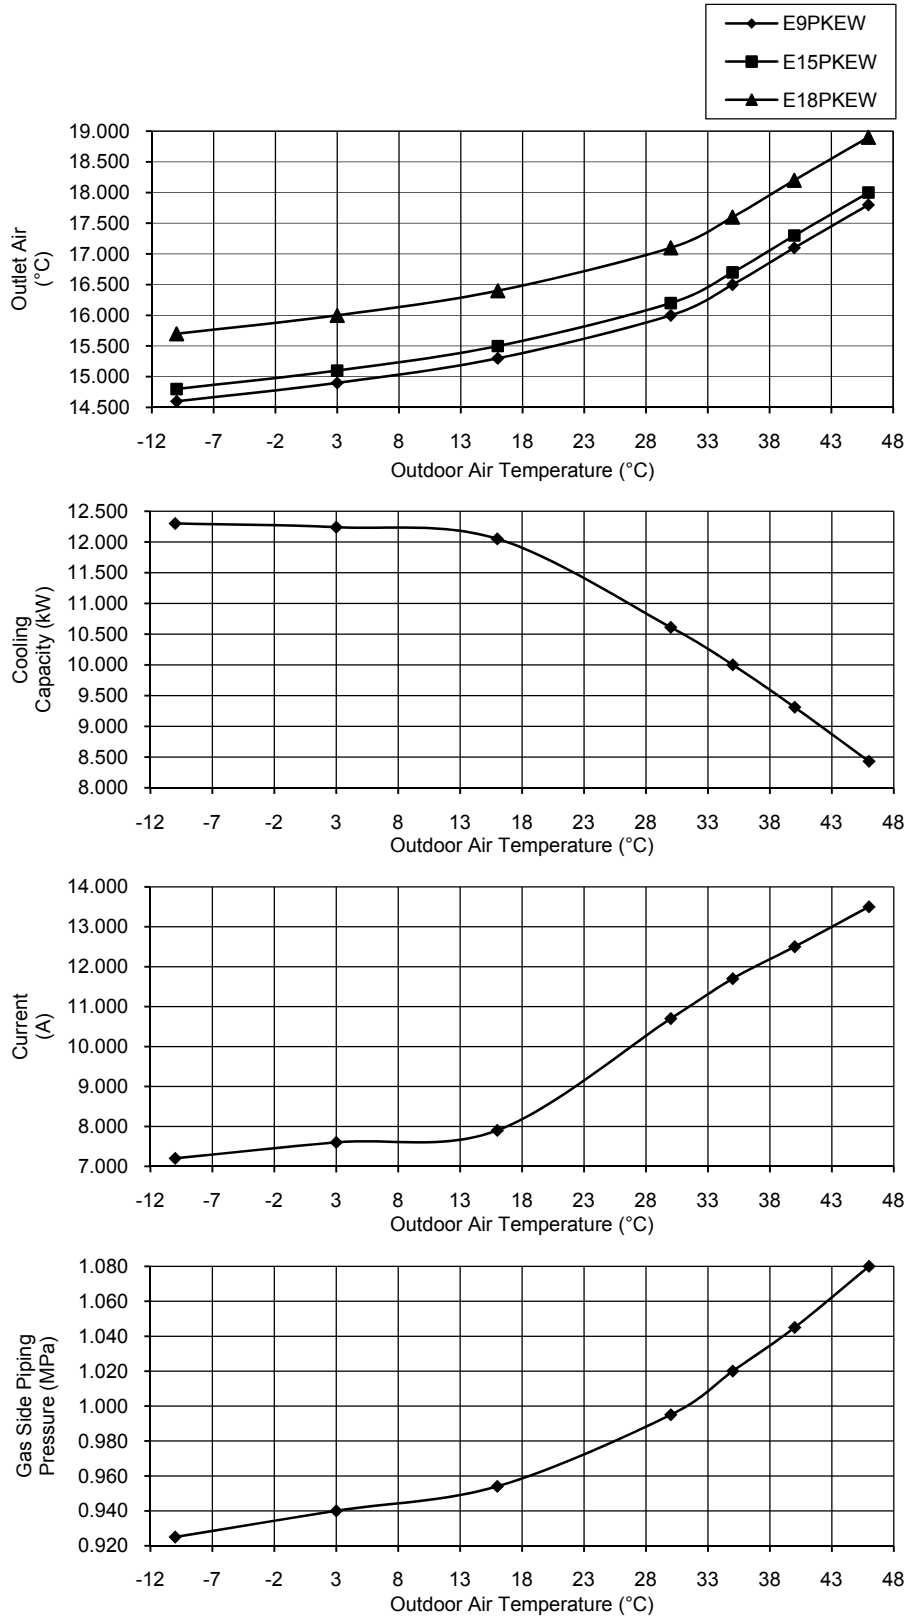 E9PKEW
E15PKEW
E18PKEW
Outlet Air
(°C)
19.000
18.500
18.000
17.500
17.000
16.500
16.000
15.500
15.000
14.500
-12 -7 -2 3 8 13 18 23 28 33 38 43 48
Outdoor Air Temperature (°C)
Cooling
Capacity (kW)
12.500
12.000
11.500
11.000
10.500
10.000
9.500
9.000
8.500
8.000
-12 -7 -2 3 8 13 18 23 28 33 38 43 48
Outdoor Air Temperature (°C)
Current
(A)
14.000
13.000
12.000
11.000
10.000
9.000
8.000
7.000
-12 -7 -2 3 8 13 18 23 28 33 38 43 48
Outdoor Air Temperature (°C)
Gas Side Piping
Pressure (MPa)
1.080
1.060
1.040
1.020
1.000
0.980
0.960
0.940
0.920
-12 -7 -2 3 8 13 18 23 28 33 38 43 48
Outdoor Air Temperature (°C)